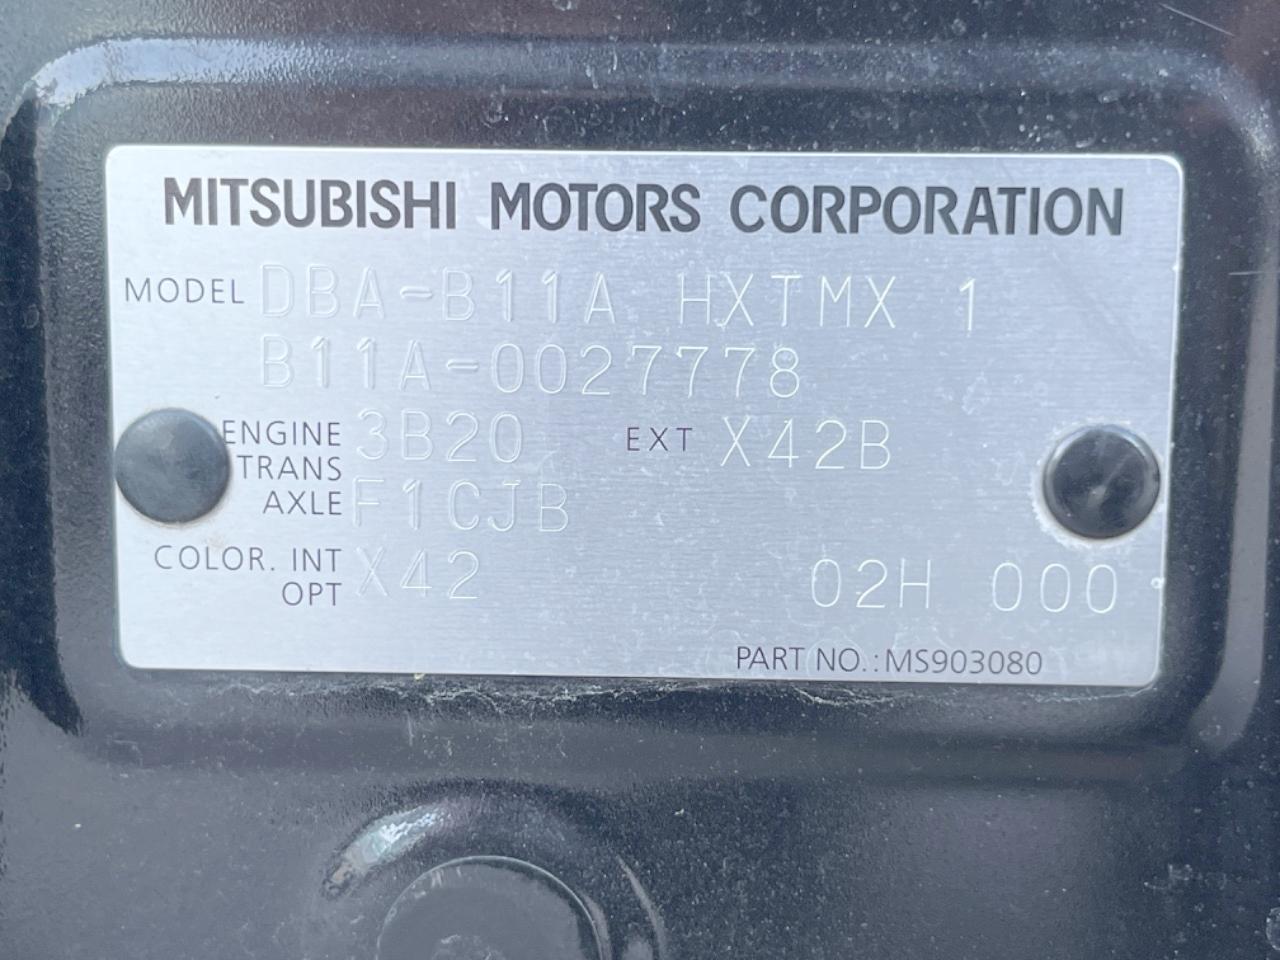 MITSUBISHI MOTORS CORPORATION
MODEL DBA-B11A HXTMX 1
B11A-0027778
ENGINE 3B20 EXT X42B
TRANS
AXLE F1CJB
COLOR. INT X42 02H 000
OPT
PART NO.: MS903080